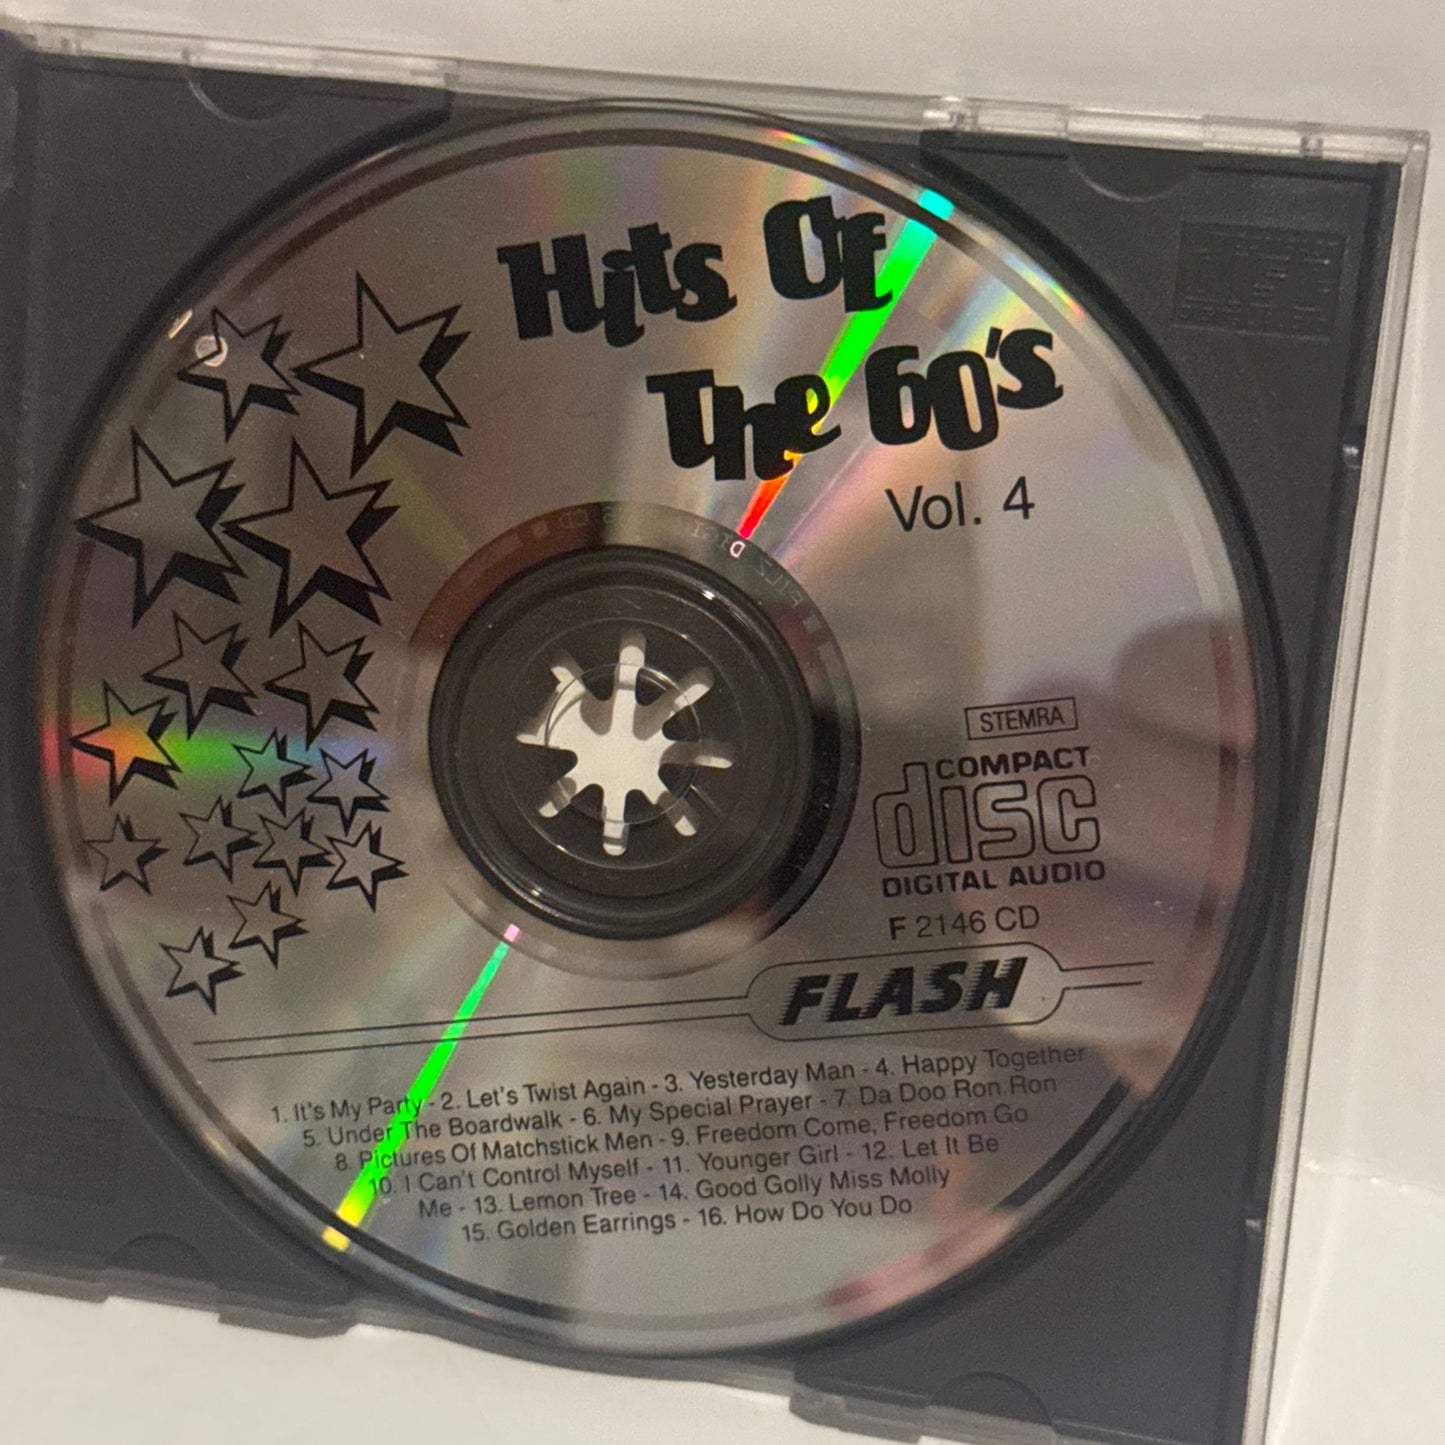 Hits Of
The 60's
Vol. 4
STEMRA
COMPACT
disc
DIGITAL AUDIO
F 2146 CD
FLASH
1. It's My Party - 2. Let's Twist Again - 3. Yesterday Man - 4. Happy Together
5. Under The Boardwalk - 6. My Special Prayer - 7. Da Doo Ron Ron
8. Pictures Of Matchstick Men - 9. Freedom Come, Freedom Go
10. I Can't Control Myself - 11. Younger Girl - 12. Let It Be
Me - 13. Lemon Tree - 14. Good Golly Miss Molly
15. Golden Earrings - 16. How Do You Do